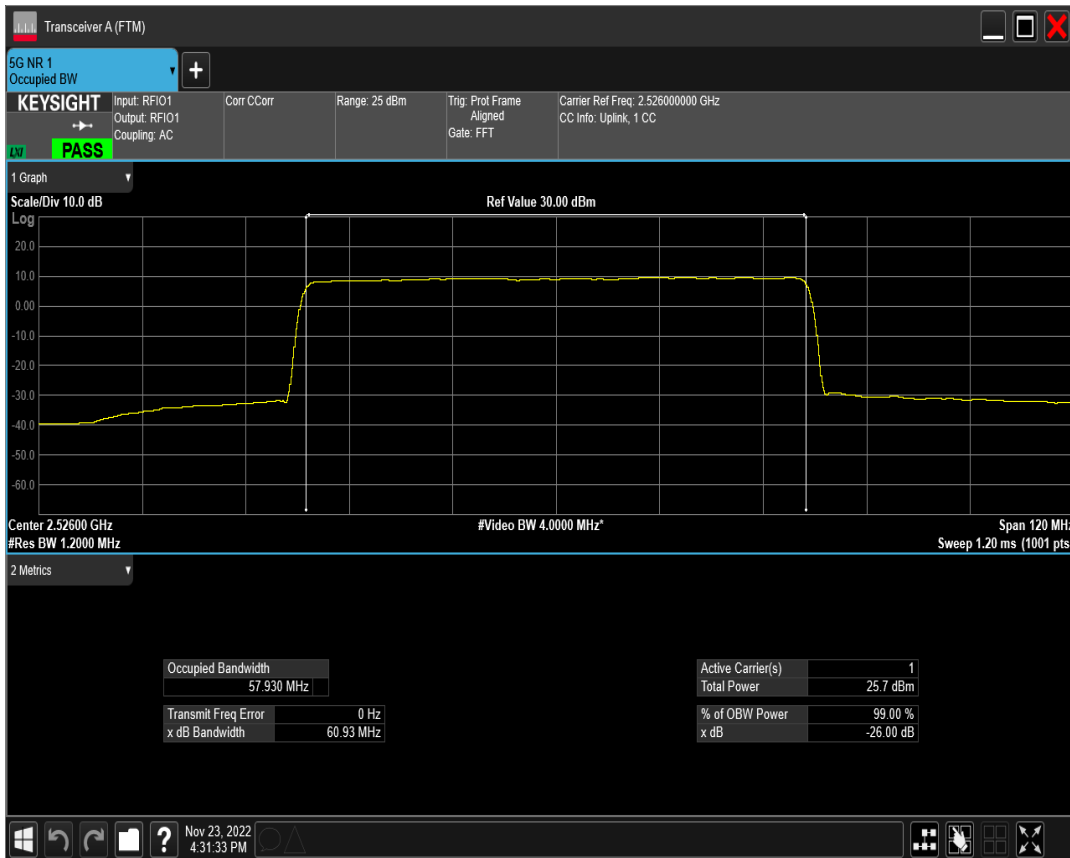 Transceiver A (FTM)
5G NR 1
Occupied BW
+
KEYSIGHT
Input: RFIO1
Output: RFIO1
Coupling: AC
Corr CCorr
Range: 25 dBm
Trig: Prot Frame
Aligned
Gate: FFT
Carrier Ref Freq: 2.526000000 GHz
CC Info: Uplink, 1 CC
LXI
PASS
1 Graph
Scale/Div 10.0 dB
Ref Value 30.00 dBm
Log
20.0
10.0
0.00
-10.0
-20.0
-30.0
-40.0
-50.0
-60.0
Center 2.52600 GHz
#Video BW 4.0000 MHz*
Span 120 MHz
#Res BW 1.2000 MHz
Sweep 1.20 ms (1001 pts
2 Metrics
Occupied Bandwidth
57.930 MHz
Transmit Freq Error 0 Hz
x dB Bandwidth 60.93 MHz
Active Carrier(s) 1
Total Power 25.7 dBm
% of OBW Power 99.00 %
x dB -26.00 dB
?
Nov 23, 2022
4:31:33 PM